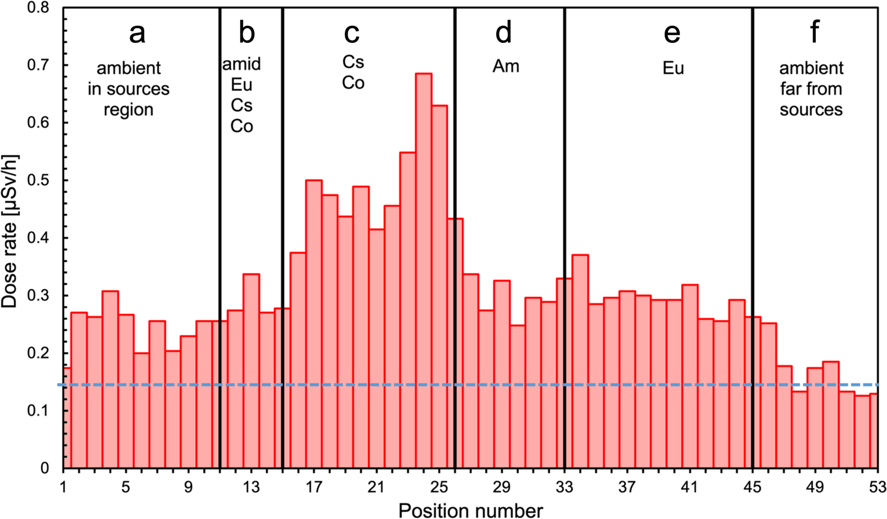 0.8
0.7
0.6
0.5
0.4
0.3
0.2
0.1
0
Dose rate [µSv/h]
a
ambient
in sources
region
b
amid
Eu
Cs
Co
c
Cs
Co
d
Am
e
Eu
f
ambient
far from
sources
1 5 9 13 17 21 25 29 33 37 41 45 49 53
Position number